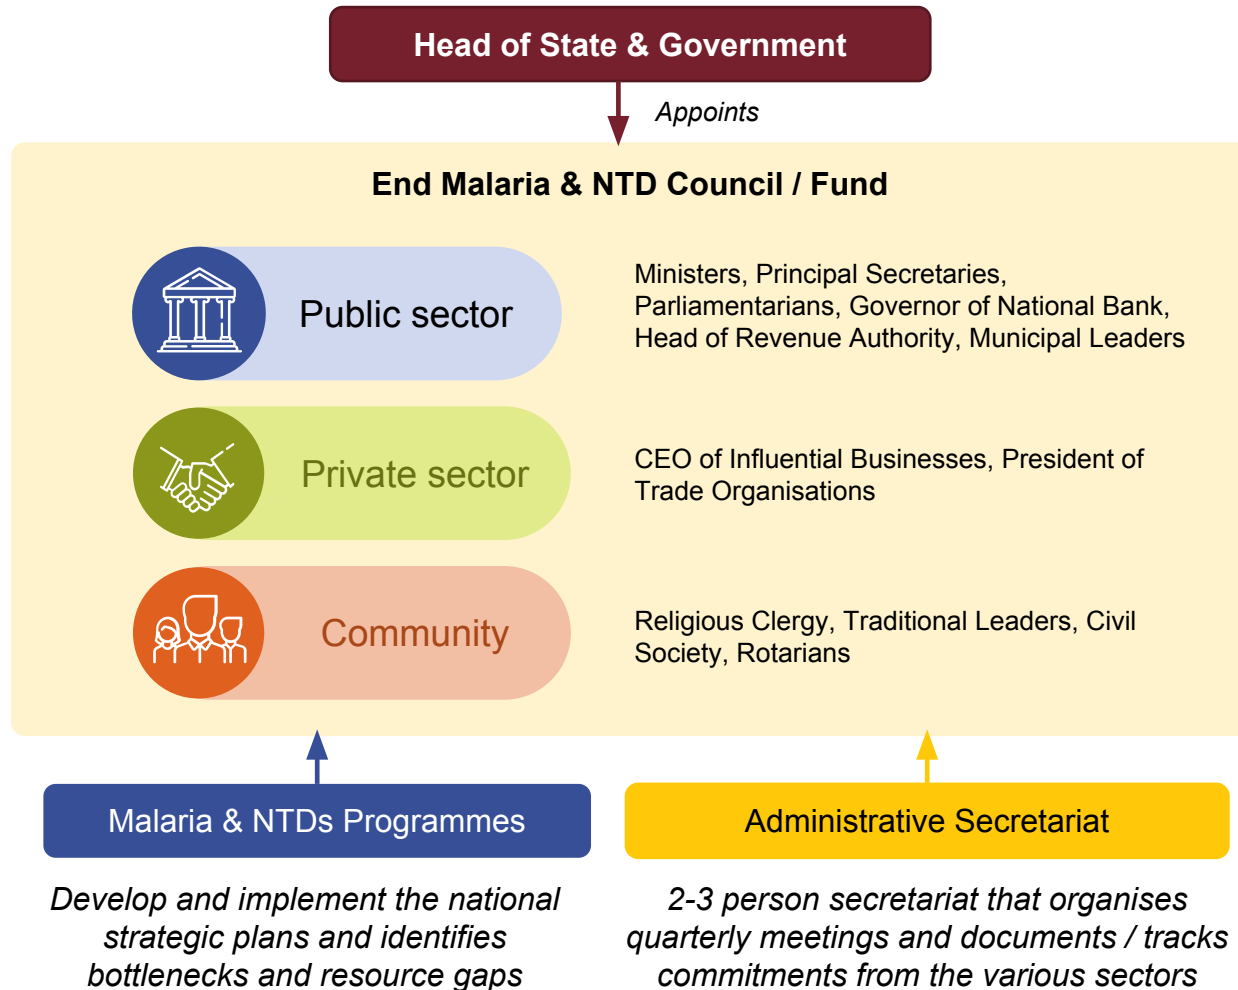 Head of State & Government
Appoints
End Malaria & NTD Council / Fund
Public sector
Ministers, Principal Secretaries,
Parliamentarians, Governor of National Bank,
Head of Revenue Authority, Municipal Leaders
Private sector
CEO of Influential Businesses, President of
Trade Organisations
Community
Religious Clergy, Traditional Leaders, Civil
Society, Rotarians
Malaria & NTDs Programmes
Develop and implement the national
strategic plans and identifies
bottlenecks and resource gaps
Administrative Secretariat
2-3 person secretariat that organises
quarterly meetings and documents / tracks
commitments from the various sectors